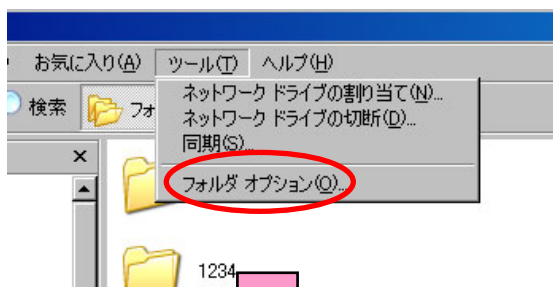 お気に入り(A) ツール(T) ヘルプ(H)
検索 フォ
ネットワーク ドライブの割り当て(N)...
ネットワーク ドライブの切断(D)...
同期(S)...
フォルダ オプション(O)...
1234